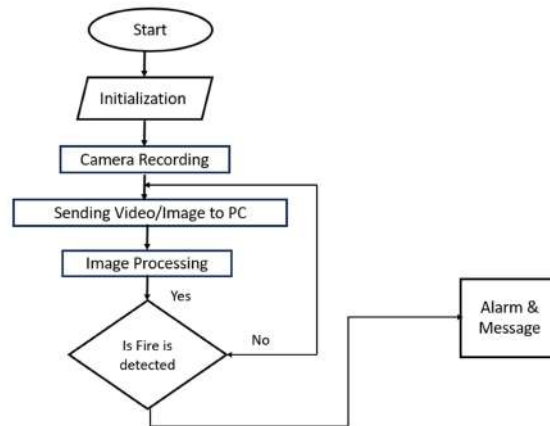 Start
Initialization
Camera Recording
Sending Video/Image to PC
Image Processing
Yes
Is Fire is
detected
No
Alarm &
Message